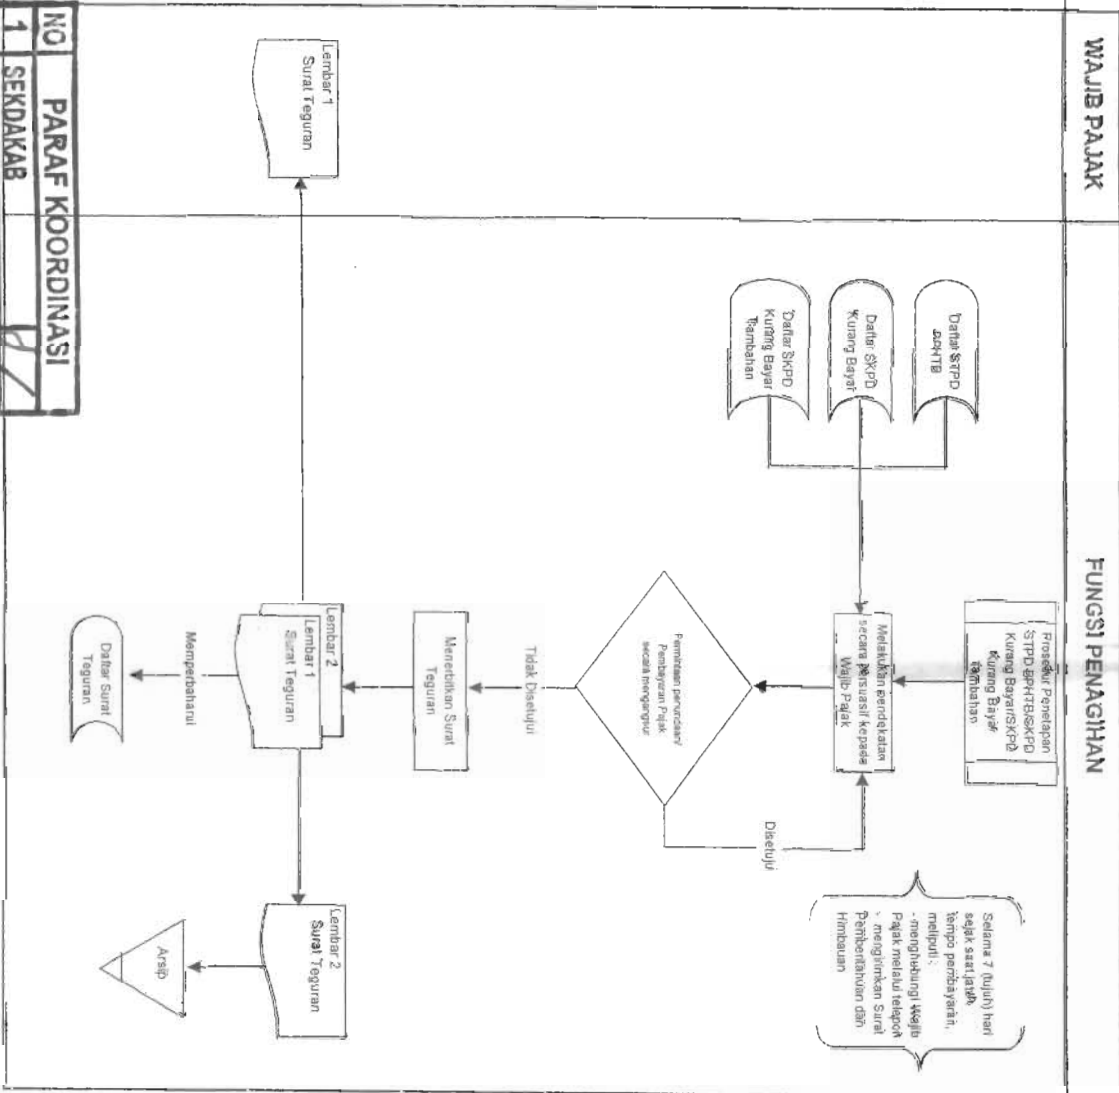 WAJIB PAJAK
FUNGSI PENAGIHAN
Prosedur Penetapan
STPD BPHTB/SKPD
Kurang Bayar/SKPD
Kurang Bayar
Tambahan
Daftar STPD
BPHTB
Daftar SKPD
Kurang Bayar
Daftar SKPD
Kurang Bayar
Tambahan
Melakukan pendekatan
secara persuasif kepada
Wajib Pajak
Selama 7 (tujuh) hari
sejak saat jatuh
tempo pembayaran,
meliputi :
- menghubungi Wajib
Pajak melalui telepon
- mengirimkan Surat
Pemberitahuan dan
Himbauan
Disetujui
Permintaan penundaan/
Pembayaran Pajak
secara mengangsur
Tidak Disetujui
Menerbitkan Surat
Teguran
Lembar 1
Surat Teguran
Lembar 2
Lembar 1
Surat Teguran
Lembar 2
Surat Teguran
Memperbaharui
Daftar Surat
Teguran
Arsip
NO PARAF KOORDINASI
1 SEKDAKAB